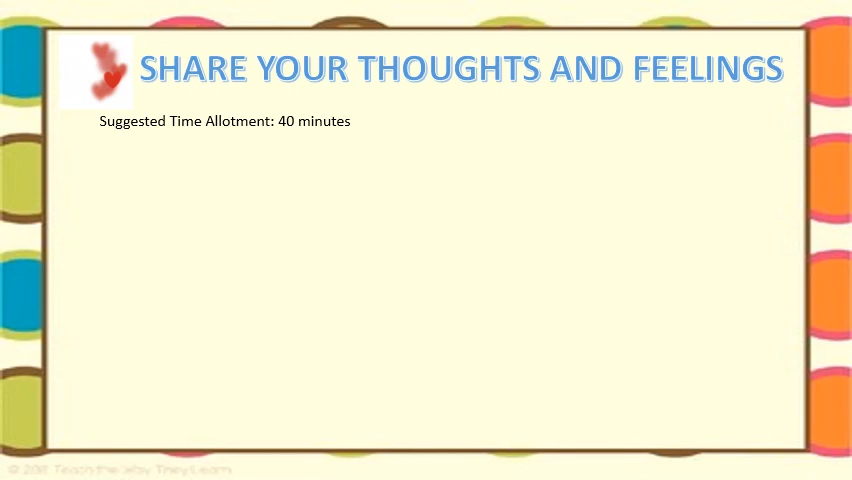 SHARE YOUR THOUGHTS AND FEELINGS
Suggested Time Allotment: 40 minutes
© 2011 Teach the Way They Learn